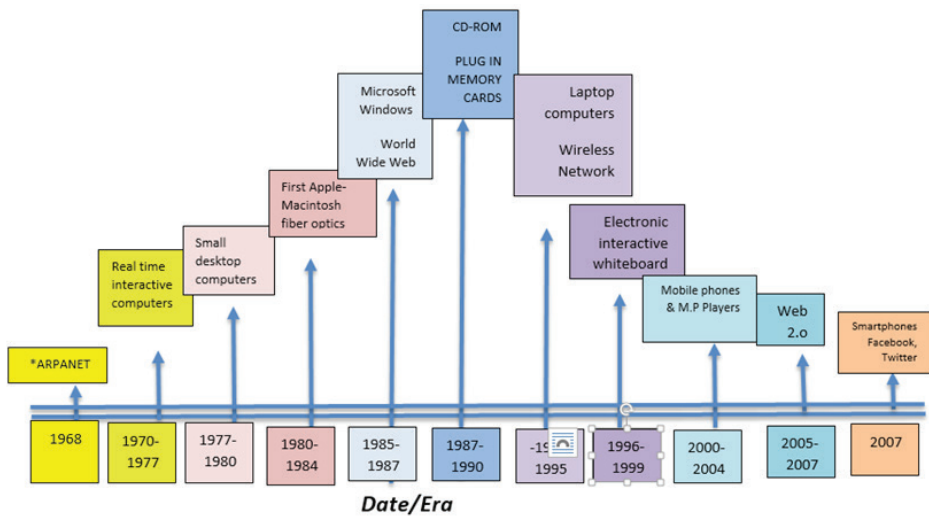 CD-ROM
PLUG IN
MEMORY
CARDS
Microsoft
Windows
World
Wide Web
Laptop
computers
Wireless
Network
First Apple-
Macintosh
fiber optics
Electronic
interactive
whiteboard
Small
desktop
computers
Real time
interactive
computers
Mobile phones
& M.P Players
Web
2.o
Smartphones
Facebook,
Twitter
*ARPANET
1968
1970-
1977
1977-
1980
1980-
1984
1985-
1987
1987-
1990
1995
1996-
1999
2000-
2004
2005-
2007
2007
Date/Era